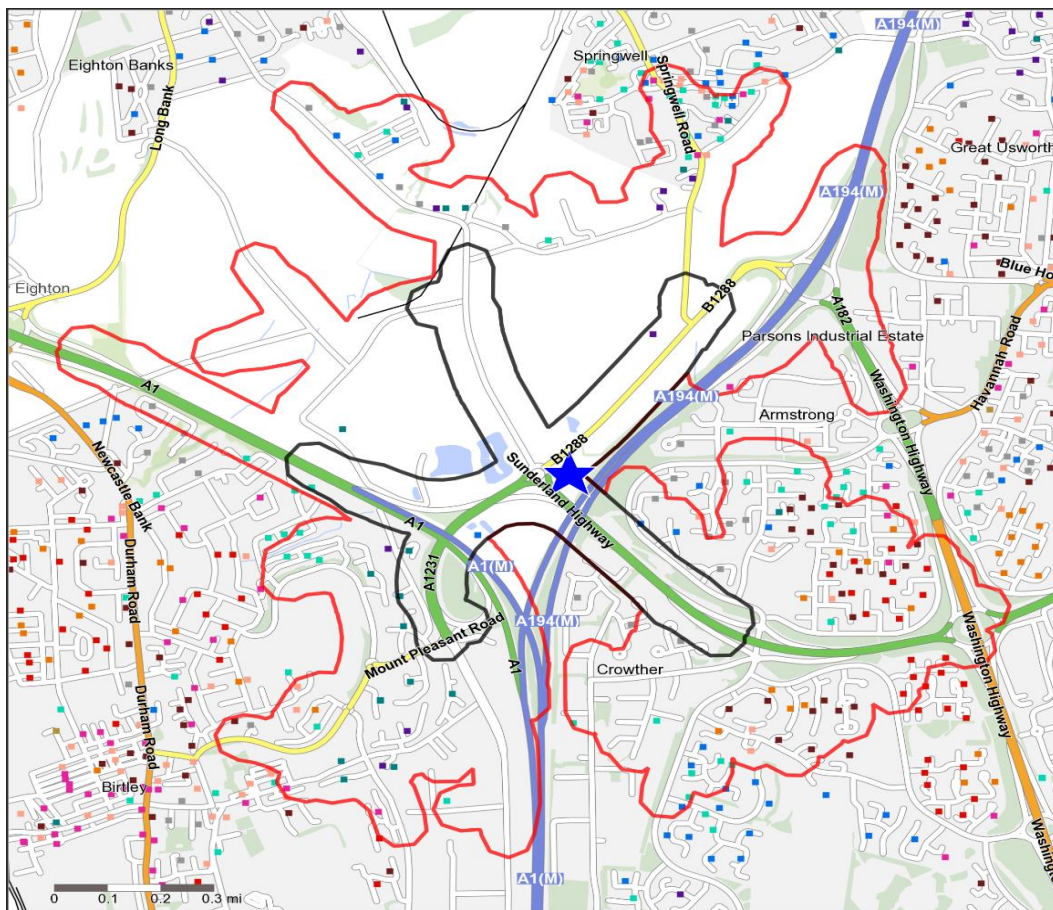 A194(M)
Eighton Banks
Springwell
Springwell Road
Long Bank
Great Usworth
A194(M)
Blue Ho
Eighton
B1288
A182
Parsons Industrial Estate
Havannah Road
A1
A194(M)
Armstrong
Washington Highway
Newcastle Bank
B1288
Sunderland Highway
A1
Durham Road
A1(M)
A1231
A194(M)
Mount Pleasant Road
A1
Crowther
Washington Highway
Durham Road
Birtley
A1(M)
Washingto
0 0.1 0.2 0.3 mi